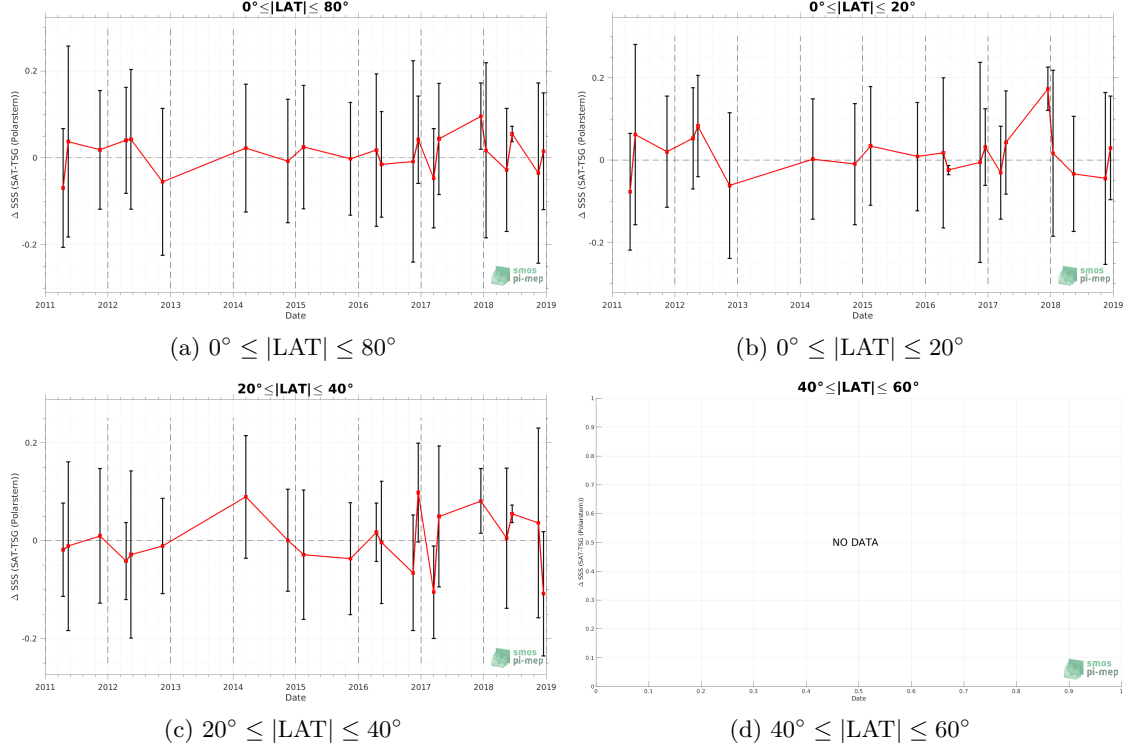 0°≤|LAT|≤ 80°
Δ SSS (SAT-TSG (Polarstern))
0.2
0
-0.2
smos
pi-mep
2011 2012 2013 2014 2015 2016 2017 2018 2019
Date
(a) 0° ≤ |LAT| ≤ 80°
0°≤|LAT|≤ 20°
Δ SSS (SAT-TSG (Polarstern))
0.2
0
-0.2
smos
pi-mep
2011 2012 2013 2014 2015 2016 2017 2018 2019
Date
(b) 0° ≤ |LAT| ≤ 20°
20°≤|LAT|≤ 40°
Δ SSS (SAT-TSG (Polarstern))
0.2
0
-0.2
smos
pi-mep
2011 2012 2013 2014 2015 2016 2017 2018 2019
Date
(c) 20° ≤ |LAT| ≤ 40°
40°≤|LAT|≤ 60°
Δ SSS (SAT-TSG (Polarstern))
1
0.9
0.8
0.7
0.6
0.5
0.4
0.3
0.2
0.1
0
NO DATA
smos
pi-mep
0 0.1 0.2 0.3 0.4 0.5 0.6 0.7 0.8 0.9 1
Date
(d) 40° ≤ |LAT| ≤ 60°